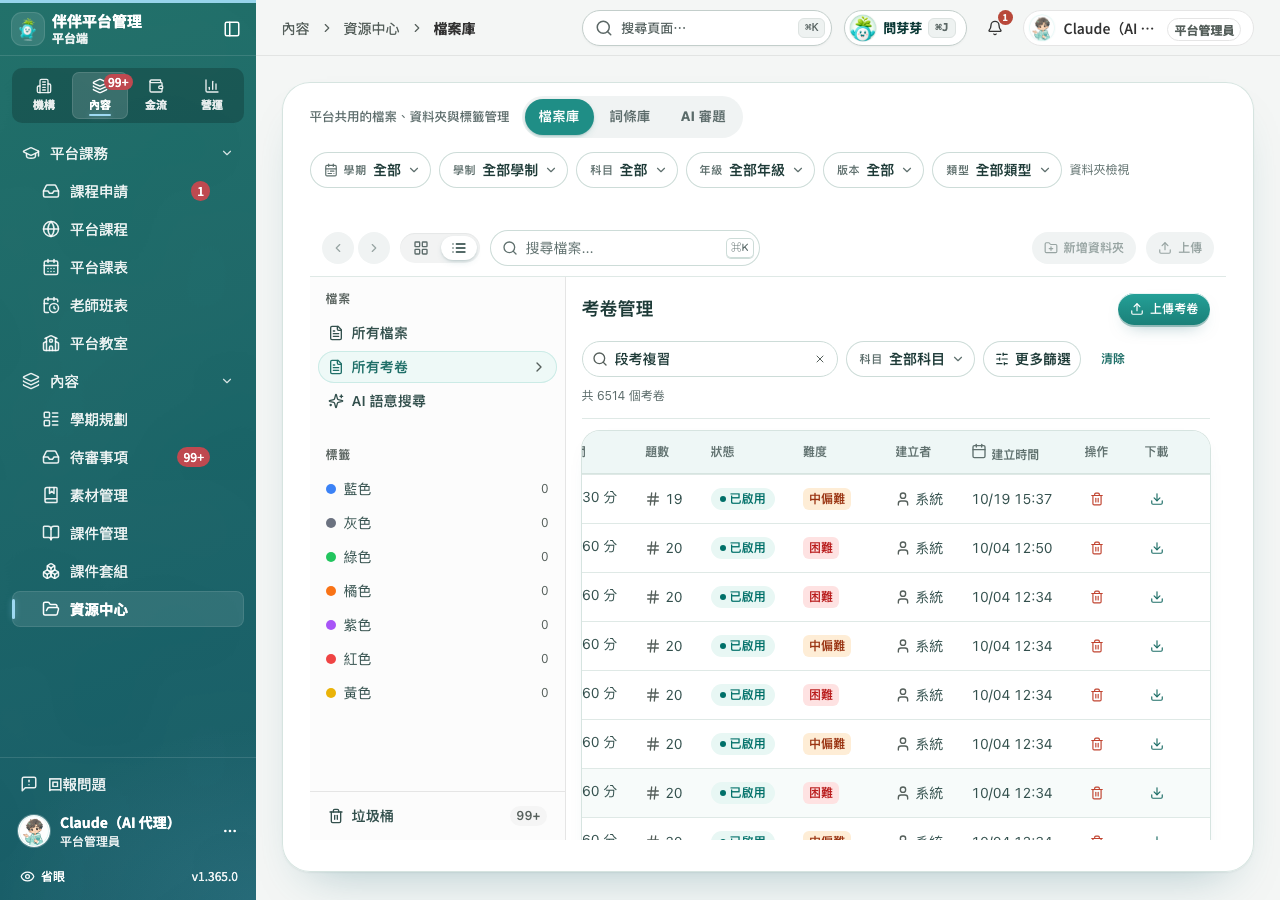 伴伴平台管理
平台端
機構
內容
99+
金流
營運
平台課務
課程申請
1
平台課程
平台課表
老師班表
平台教室
內容
學期規劃
待審事項
99+
素材管理
課件管理
課件套組
資源中心
回報問題
Claude（AI 代理）
平台管理員
省眼
v1.365.0
內容
資源中心
檔案庫
搜尋頁面…
⌘K
問芽芽
⌘J
1
Claude（AI …
平台管理員
平台共用的檔案、資料夾與標籤管理
檔案庫
詞條庫
AI 審題
學期 全部
學制 全部學制
科目 全部
年級 全部年級
版本 全部
類型 全部類型
資料夾檢視
搜尋檔案...
⌘K
新增資料夾
上傳
檔案
所有檔案
所有考卷
AI 語意搜尋
標籤
藍色 0
灰色 0
綠色 0
橘色 0
紫色 0
紅色 0
黃色 0
垃圾桶
99+
考卷管理
上傳考卷
段考複習
科目 全部科目
更多篩選
清除
共 6514 個考卷
題數 狀態 難度 建立者 建立時間 操作 下載
30 分 19 已啟用 中偏難 系統 10/19 15:37
60 分 20 已啟用 困難 系統 10/04 12:50
60 分 20 已啟用 困難 系統 10/04 12:34
60 分 20 已啟用 中偏難 系統 10/04 12:34
60 分 20 已啟用 困難 系統 10/04 12:34
60 分 20 已啟用 中偏難 系統 10/04 12:34
60 分 20 已啟用 困難 系統 10/04 12:34
60 分 20 已啟用 中偏難 系統 10/04 12:34